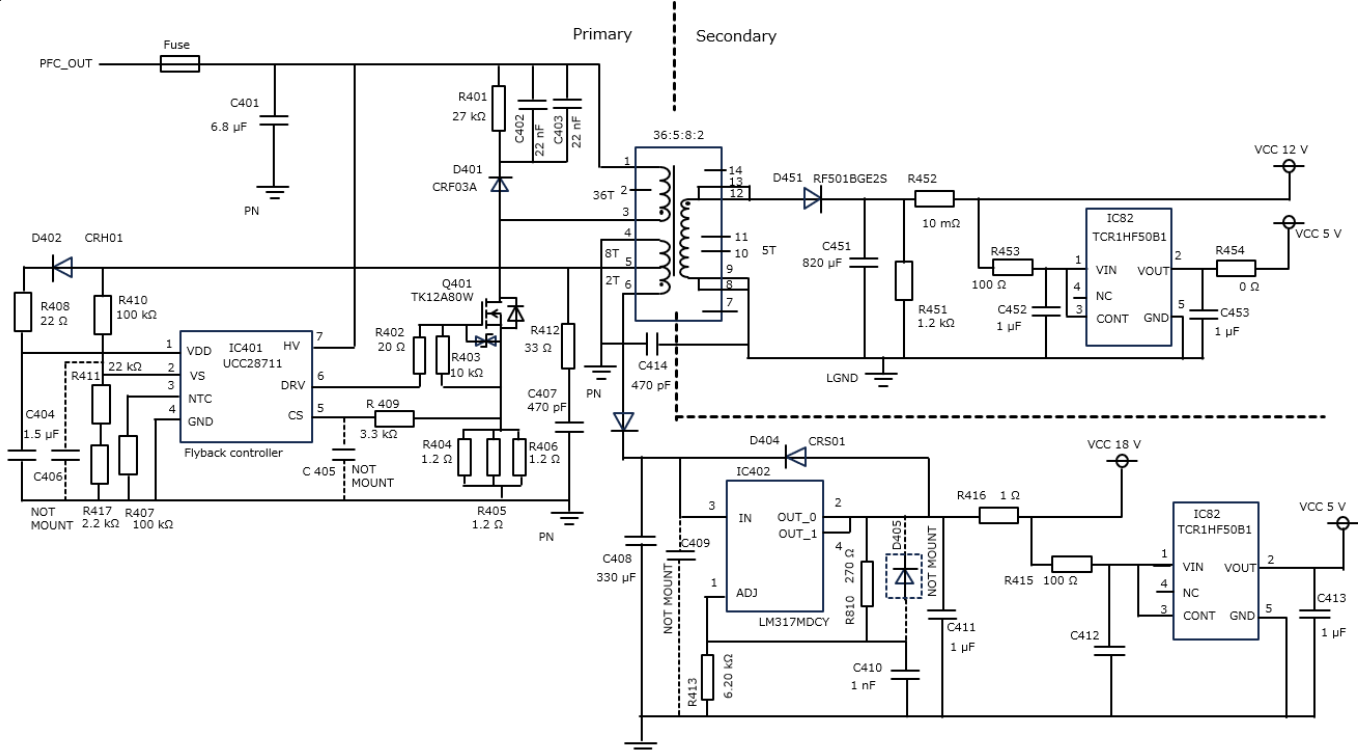 Primary
Secondary
Fuse
PFC_OUT
C401
6.8 µF
PN
R401
27 kΩ
C402
22 nF
C403
22 nF
D401
CRF03A
36:5:8:2
1
2
3
4
5
6
36T
8T
2T
14
13
12
11
10
9
8
7
5T
D451
RF501BGE2S
R452
10 mΩ
VCC 12 V
C451
820 µF
R451
1.2 kΩ
R453
100 Ω
C452
1 µF
IC82
TCR1HF50B1
1
VIN
4
NC
3
CONT
2
VOUT
5
GND
R454
0 Ω
VCC 5 V
C453
1 µF
LGND
D402
CRH01
R408
22 Ω
R410
100 kΩ
IC401
UCC28711
1
VDD
2
VS
3
NTC
4
GND
7
HV
6
DRV
5
CS
Flyback controller
R411
22 kΩ
C404
1.5 µF
C406
NOT
MOUNT
R417
2.2 kΩ
R407
100 kΩ
Q401
TK12A80W
R402
20 Ω
R403
10 kΩ
R412
33 Ω
R 409
3.3 kΩ
C 405
NOT
MOUNT
R404
1.2 Ω
R406
1.2 Ω
R405
1.2 Ω
C407
470 pF
PN
PN
C414
470 pF
D404
CRS01
IC402
3
IN
2
OUT_0
OUT_1
4
1
ADJ
LM317MDCY
C408
330 µF
C409
NOT MOUNT
R413
6.20 kΩ
R810
270 Ω
D405
NOT MOUNT
C410
1 nF
C411
1 µF
R416
1 Ω
VCC 18 V
R415
100 Ω
C412
IC82
TCR1HF50B1
1
VIN
4
NC
3
CONT
2
VOUT
5
GND
VCC 5 V
C413
1 µF